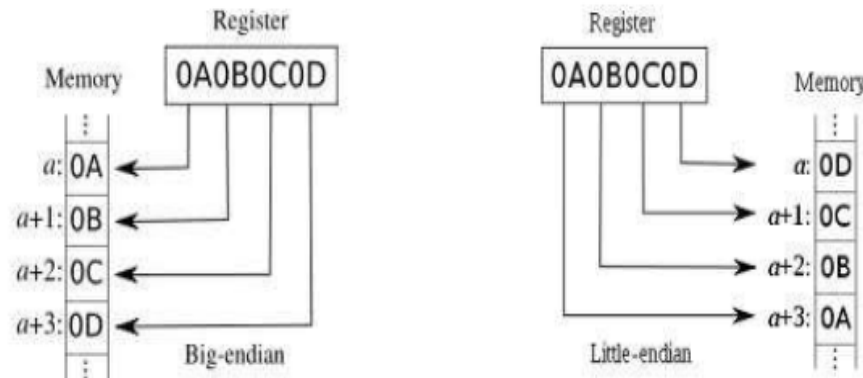 Register
0A0B0C0D
Memory
⋮
a: 0A
a+1: 0B
a+2: 0C
a+3: 0D
⋮
Big-endian
Register
0A0B0C0D
Memory
⋮
a: 0D
a+1: 0C
a+2: 0B
a+3: 0A
⋮
Little-endian